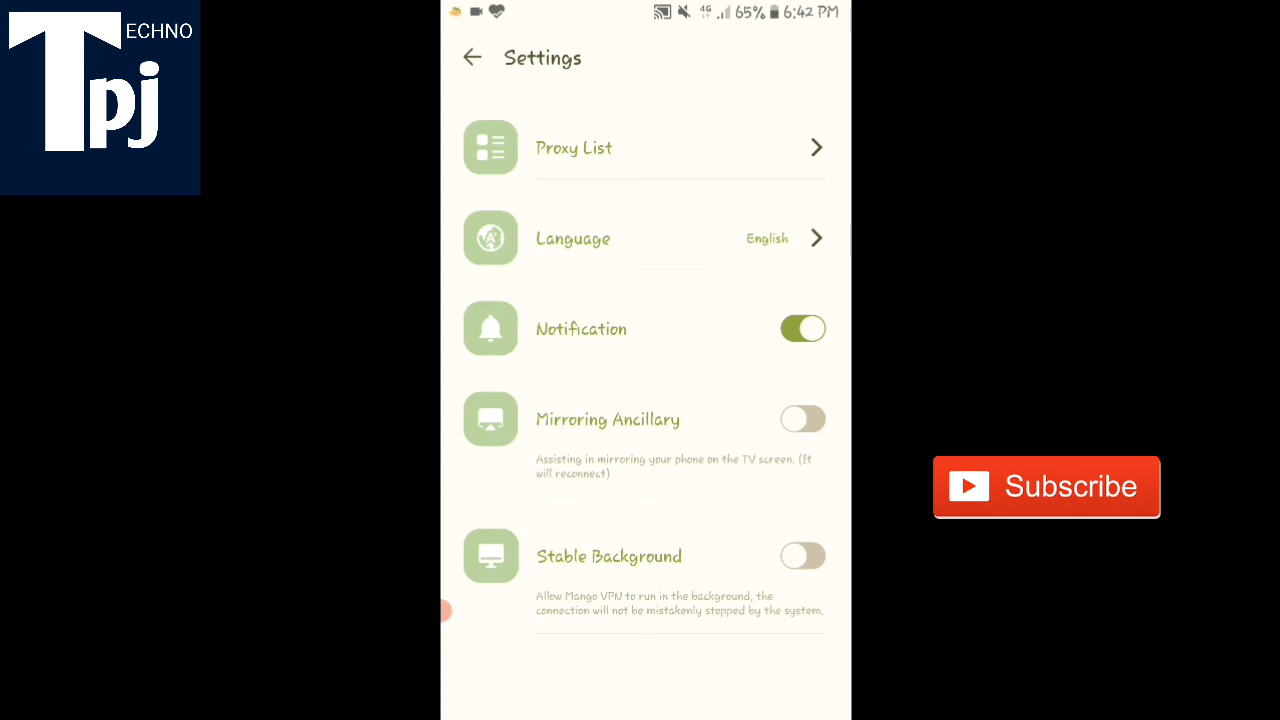 TECHNO
pj
4G 65% 6:42 PM
Settings
Proxy List
Language English
Notification
Mirroring Ancillary
Assisting in mirroring your phone on the TV screen. (It
will reconnect)
Stable Background
Allow Mango VPN to run in the background, the
connection will not be mistakenly stopped by the system.
Subscribe